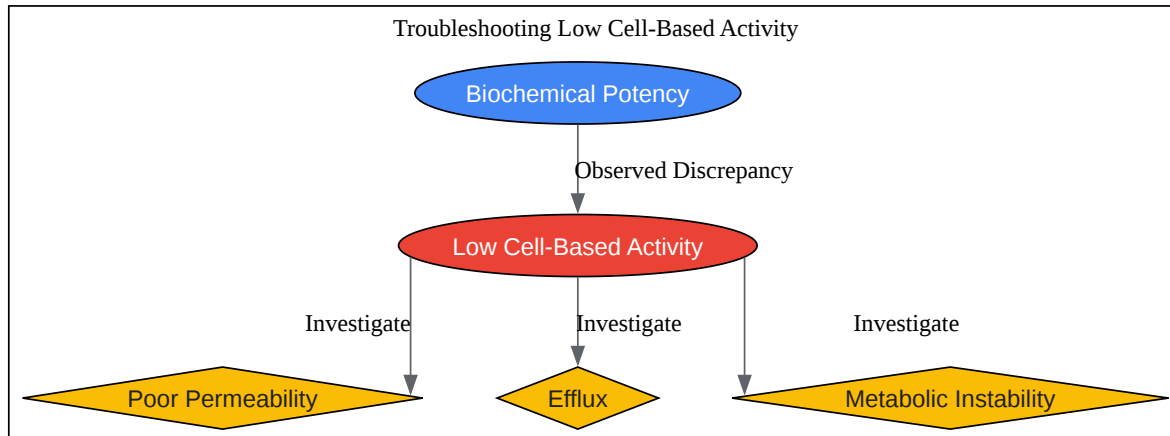 Troubleshooting Low Cell-Based Activity
Biochemical Potency
Observed Discrepancy
Low Cell-Based Activity
Investigate
Investigate
Investigate
Poor Permeability
Efflux
Metabolic Instability